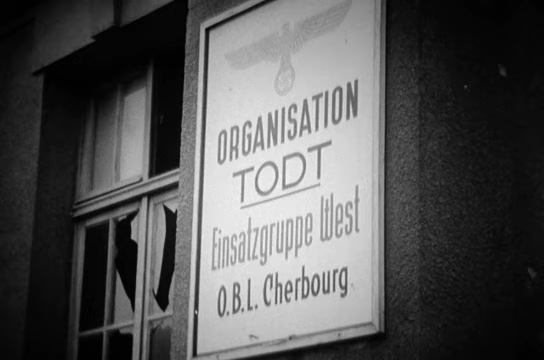 ORGANISATION
TODT
Einsatzgruppe West
O.B.L. Cherbourg.